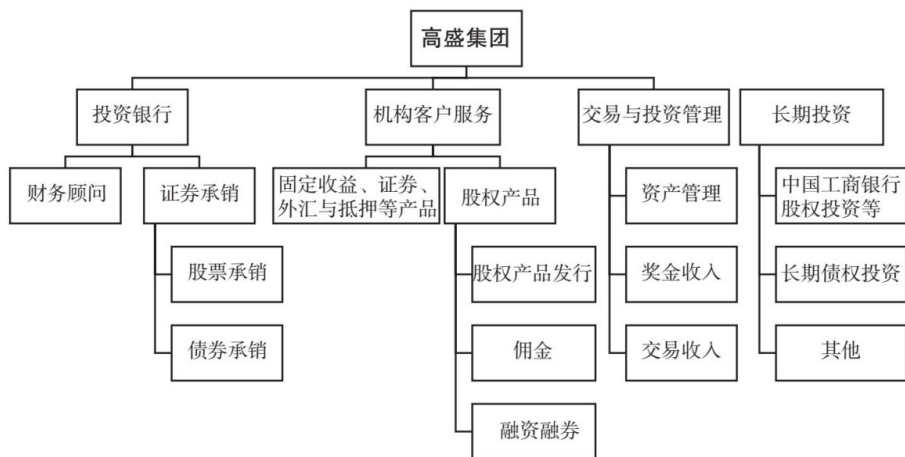 高盛集团
投资银行
机构客户服务
交易与投资管理
长期投资
财务顾问
证券承销
固定收益、证券、
外汇与抵押等产品
股权产品
资产管理
中国工商银行
股权投资等
股票承销
股权产品发行
奖金收入
长期债权投资
债券承销
佣金
交易收入
其他
融资融券